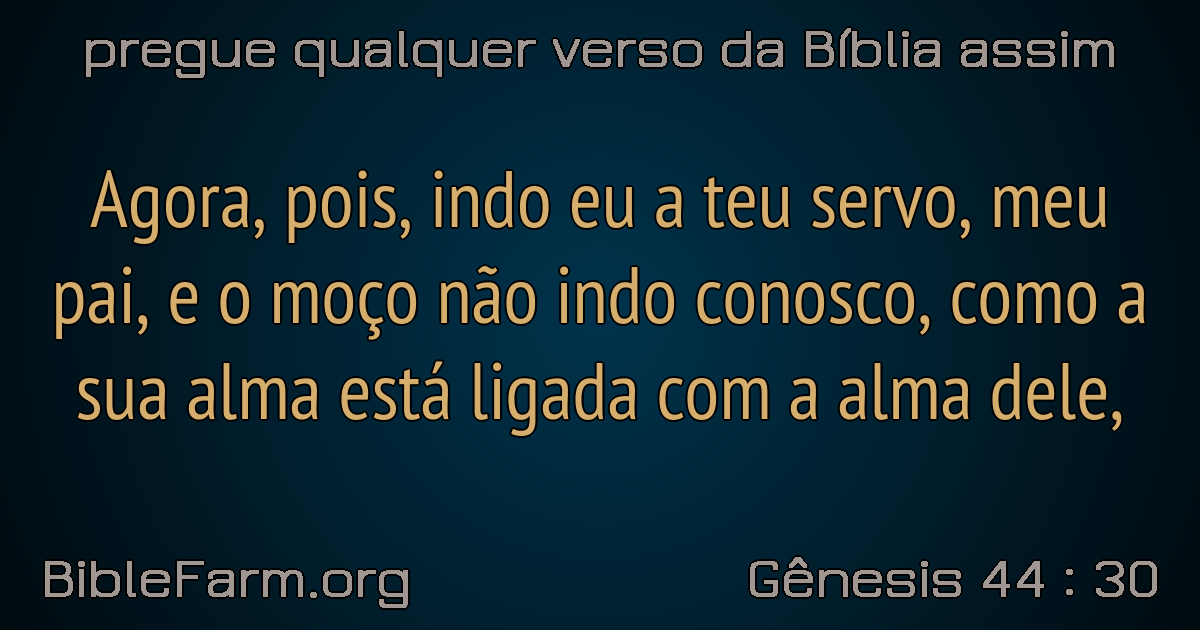 pregue qualquer verso da Bíblia assim
Agora, pois, indo eu a teu servo, meu
pai, e o moço não indo conosco, como a
sua alma está ligada com a alma dele,
BibleFarm.org
Gênesis 44 : 30